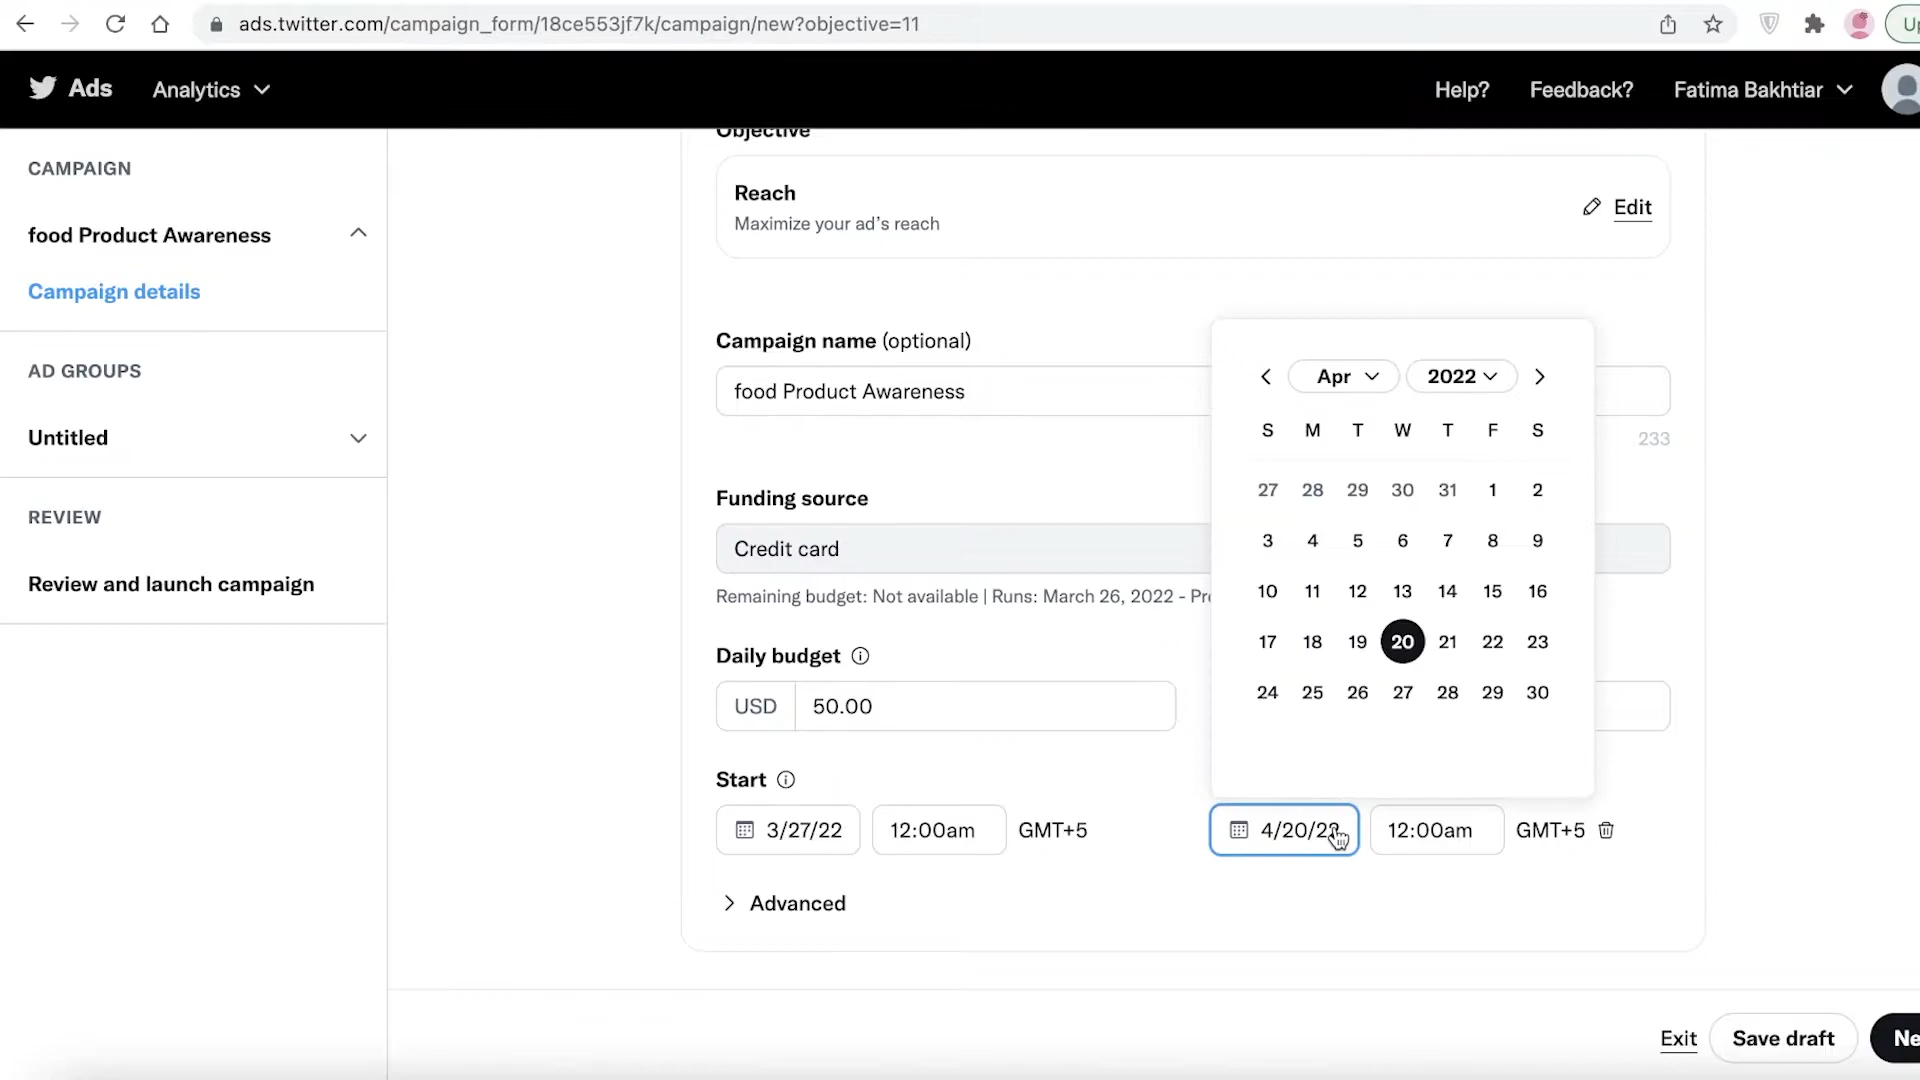 ads.twitter.com/campaign_form/18ce553jf7k/campaign/new?objective=11
Ads
Analytics
Help?
Feedback?
Fatima Bakhtiar
CAMPAIGN
food Product Awareness
Campaign details
AD GROUPS
Untitled
REVIEW
Review and launch campaign
Objective
Reach
Maximize your ad's reach
Edit
Campaign name (optional)
food Product Awareness
233
Funding source
Credit card
Remaining budget: Not available | Runs: March 26, 2022 -
Daily budget
USD 50.00
Apr 2022
S M T W T F S
27 28 29 30 31 1 2
3 4 5 6 7 8 9
10 11 12 13 14 15 16
17 18 19 20 21 22 23
24 25 26 27 28 29 30
Start
3/27/22 12:00am GMT+5
4/20/22 12:00am GMT+5
Advanced
Exit
Save draft